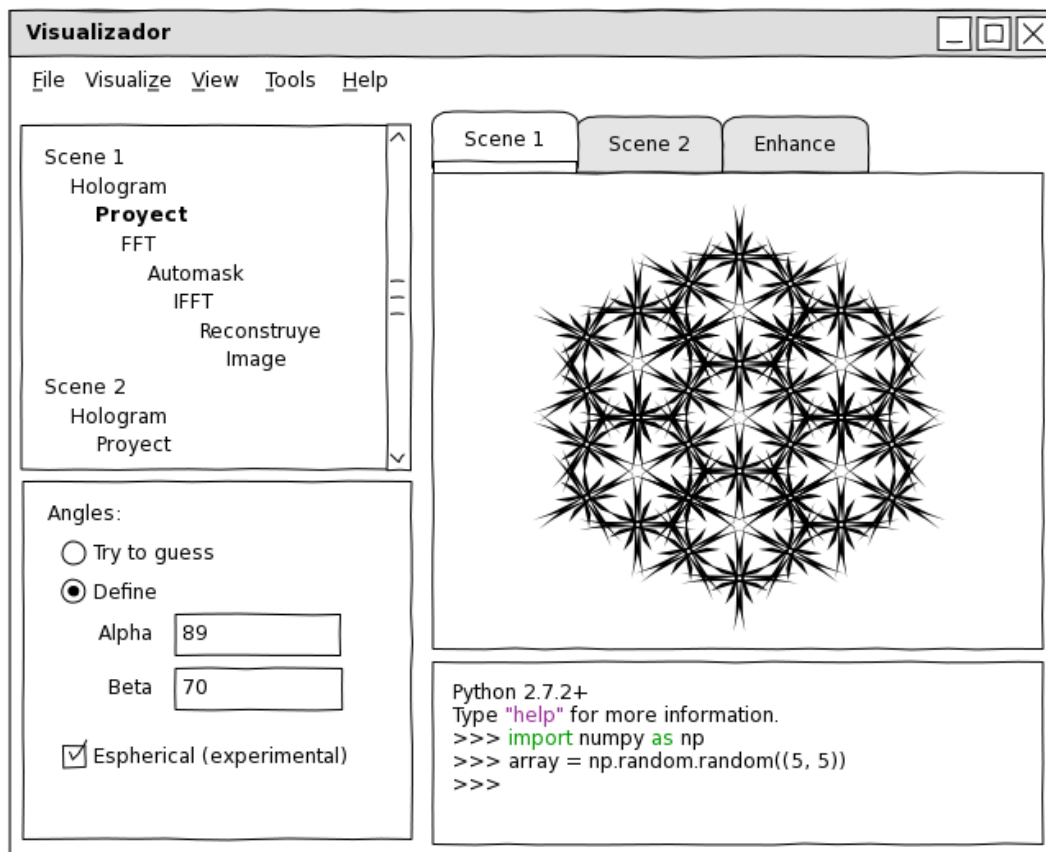 Visualizador
File Visualize View Tools Help
Scene 1
Hologram
Proyect
FFT
Automask
IFFT
Reconstruye
Image
Scene 2
Hologram
Proyect
Angles:
Try to guess
Define
Alpha 89
Beta 70
Espherical (experimental)
Scene 1 Scene 2 Enhance
Python 2.7.2+
Type "help" for more information.
>>> import numpy as np
>>> array = np.random.random((5, 5))
>>>